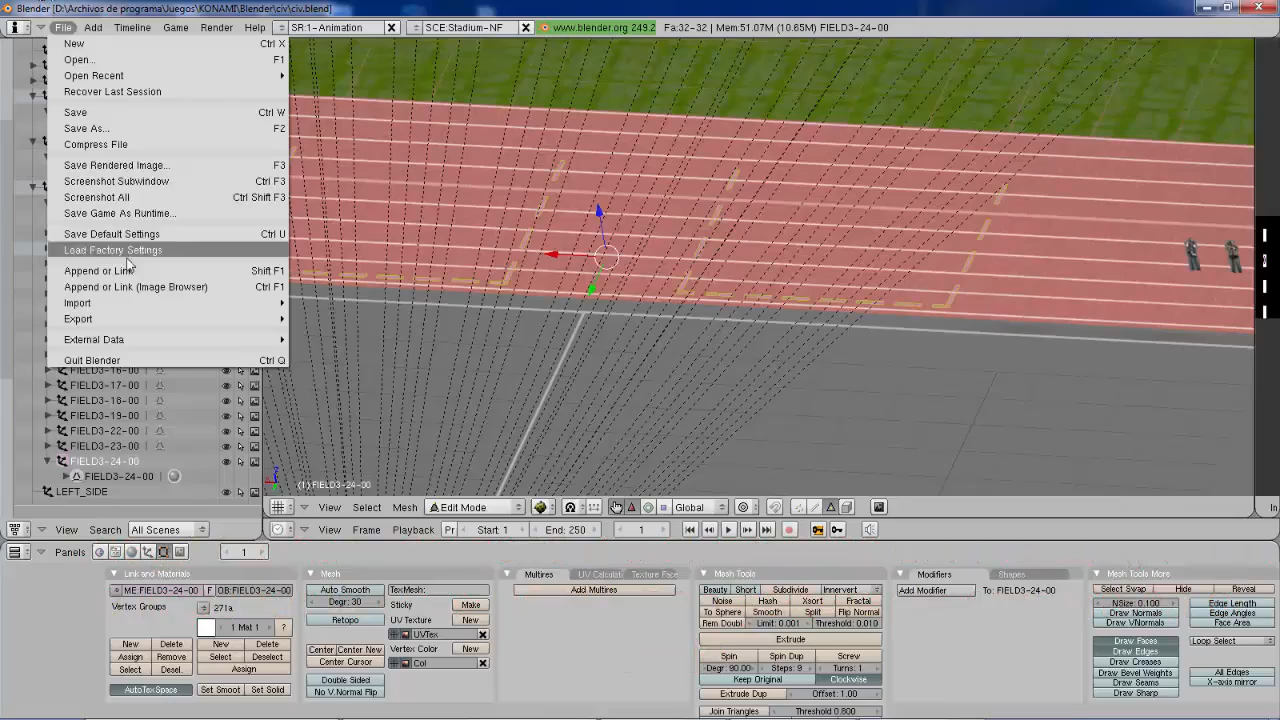 Blender [D:\Archivos de programa\Juegos\KONAMI\Blender\civ\civ.blend]
File Add Timeline Game Render Help SR:1-Animation SCE:Stadium-NF www.blender.org 249.2 Fa:32-32 | Mem:51.07M (10.65M) FIELD3-24-00
New Ctrl X
Open... F1
Open Recent
Recover Last Session
Save Ctrl W
Save As... F2
Compress File
Save Rendered Image... F3
Screenshot Subwindow Ctrl F3
Screenshot All Ctrl Shift F3
Save Game As Runtime...
Save Default Settings Ctrl U
Load Factory Settings
Append or Link Shift F1
Append or Link (Image Browser) Ctrl F1
Import
Export
External Data
Quit Blender Ctrl Q
FIELD3-16-00
FIELD3-17-00
FIELD3-18-00
FIELD3-19-00
FIELD3-22-00
FIELD3-23-00
FIELD3-24-00
FIELD3-24-00
LEFT_SIDE
(1) FIELD3-24-00
View Select Mesh Edit Mode Global
View Search All Scenes View Frame Playback Pr Start: 1 End: 250 1 In
Panels 1
Link and Materials Mesh Multires UV Calculati Texture Face Mesh Tools Modifiers Shapes Mesh Tools More
ME:FIELD3-24-00 F OB:FIELD3-24-00
Vertex Groups 271a
1 Mat 1 ?
New Delete New Delete
Assign Remove Select Deselect
Select Desel. Assign
AutoTexSpace Set Smoot Set Solid
Auto Smooth TexMesh:
Degr: 30 Sticky Make
Retopo UV Texture New
UVTex
Center Center New Vertex Color New
Center Cursor Col
Double Sided
No V.Normal Flip
Add Multires
Beauty Short Subdivide Innervert
Noise Hash Xsort Fractal
To Sphere Smooth Split Flip Normal
Rem Doubl Limit: 0.001 Threshold: 0.010
Extrude
Spin Spin Dup Screw
Degr: 90.00 Steps: 9 Turns: 1
Keep Original Clockwise
Extrude Dup Offset: 1.00
Join Triangles Threshold 0.800
Add Modifier To: FIELD3-24-00
Select Swap Hide Reveal
NSize: 0.100 Edge Length
Draw Normals Edge Angles
Draw VNormals Face Area
Draw Faces Loop Select
Draw Edges
Draw Creases
Draw Bevel Weights All Edges
Draw Seams X-axis mirror
Draw Sharp